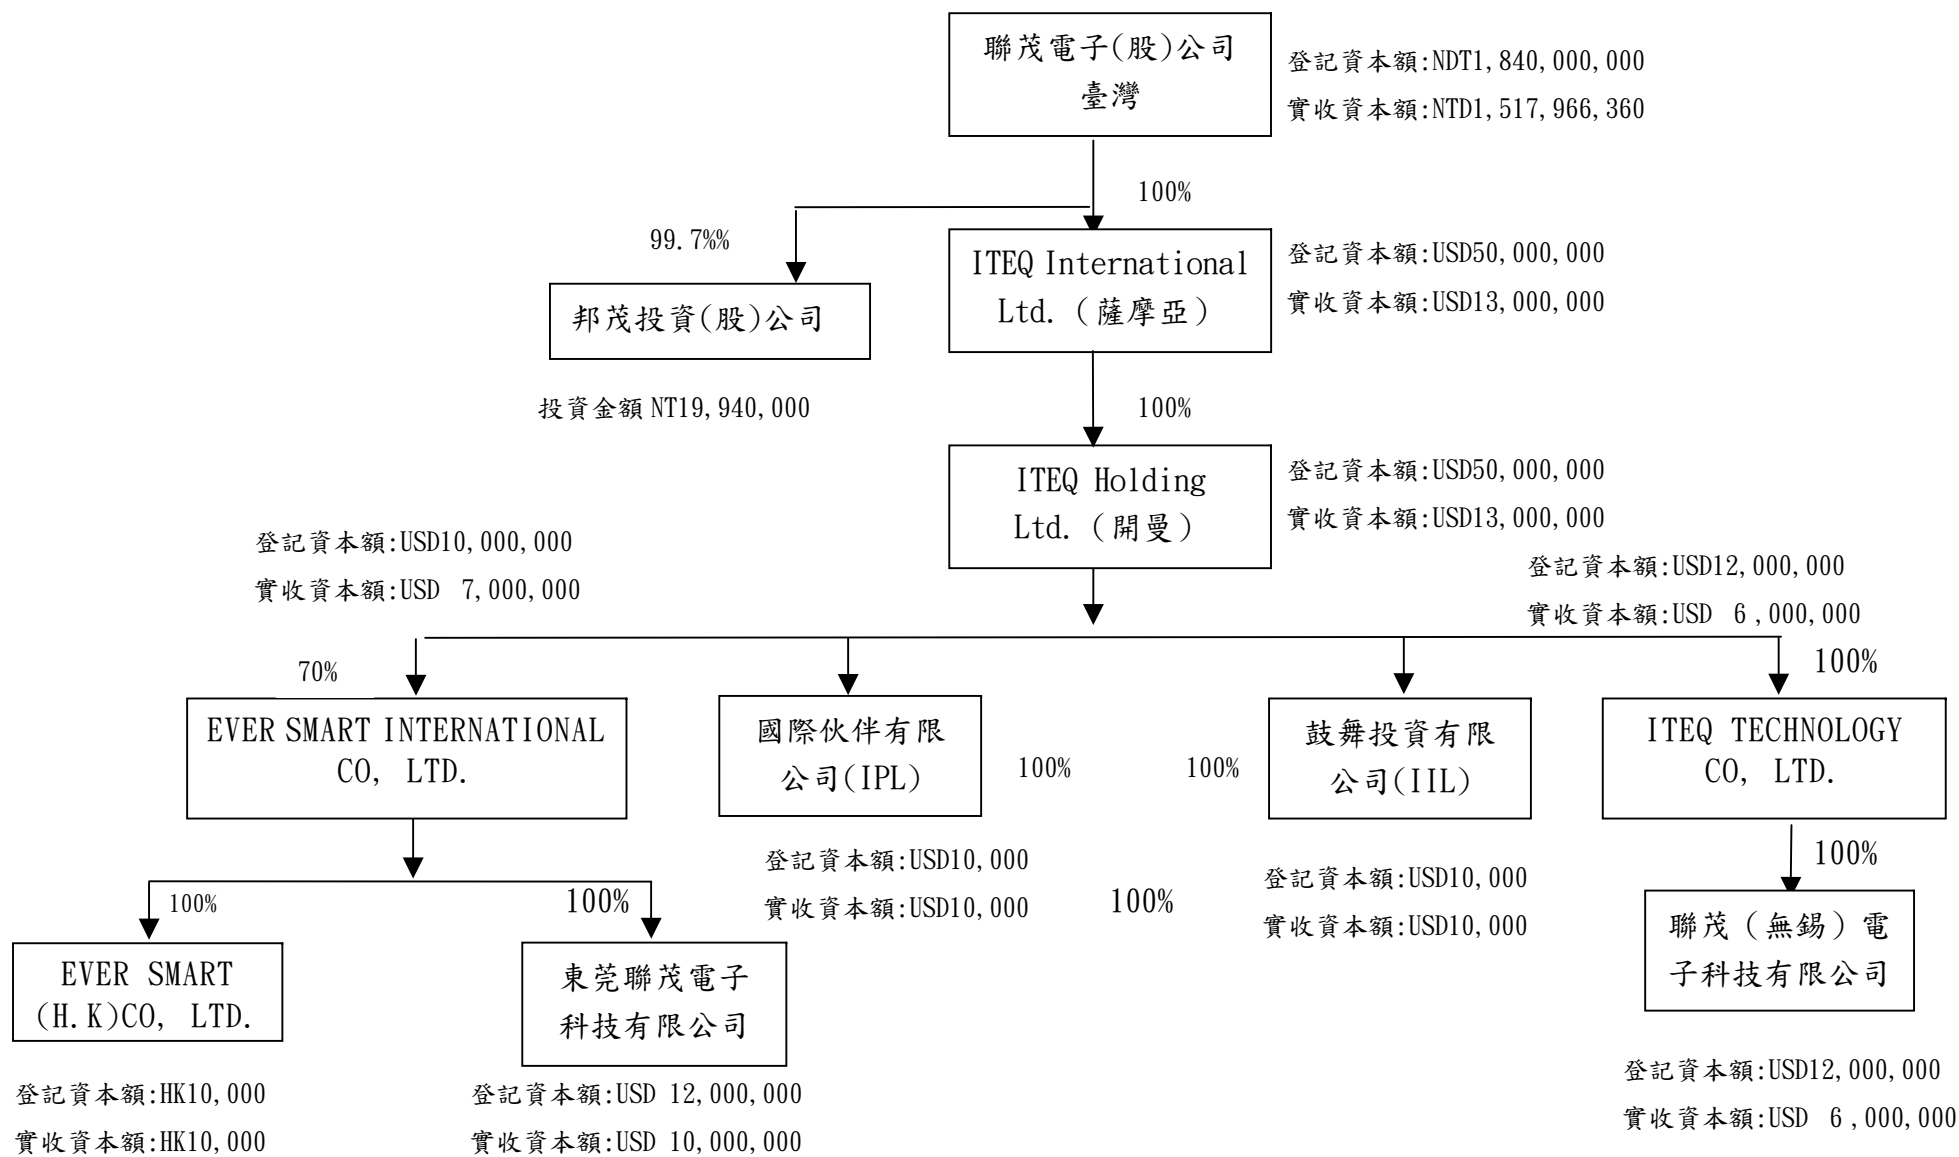 聯茂電子(股)公司
臺灣
登記資本額:NDT1,840,000,000
實收資本額:NTD1,517,966,360
100%
99.7%%
ITEQ International
Ltd.（薩摩亞）
登記資本額:USD50,000,000
實收資本額:USD13,000,000
邦茂投資(股)公司
投資金額 NT19,940,000
100%
ITEQ Holding
Ltd.（開曼）
登記資本額:USD50,000,000
實收資本額:USD13,000,000
登記資本額:USD10,000,000
實收資本額:USD 7,000,000
登記資本額:USD12,000,000
實收資本額:USD 6,000,000
70%
100%
EVER SMART INTERNATIONAL
CO, LTD.
國際伙伴有限
公司(IPL)
100%
100%
鼓舞投資有限
公司(IIL)
ITEQ TECHNOLOGY
CO, LTD.
登記資本額:USD10,000
實收資本額:USD10,000
登記資本額:USD10,000
實收資本額:USD10,000
100%
100%
100%
100%
EVER SMART
(H.K)CO, LTD.
東莞聯茂電子
科技有限公司
聯茂（無錫）電
子科技有限公司
登記資本額:HK10,000
實收資本額:HK10,000
登記資本額:USD 12,000,000
實收資本額:USD 10,000,000
登記資本額:USD12,000,000
實收資本額:USD 6,000,000